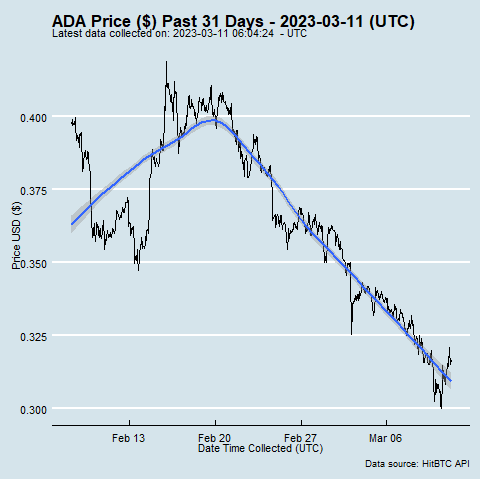 ADA Price ($) Past 31 Days - 2023-03-11 (UTC)
Latest data collected on: 2023-03-11 06:04:24 - UTC
0.400
0.375
0.350
0.325
0.300
Price USD ($)
Feb 13 Feb 20 Feb 27 Mar 06
Date Time Collected (UTC)
Data source: HitBTC API